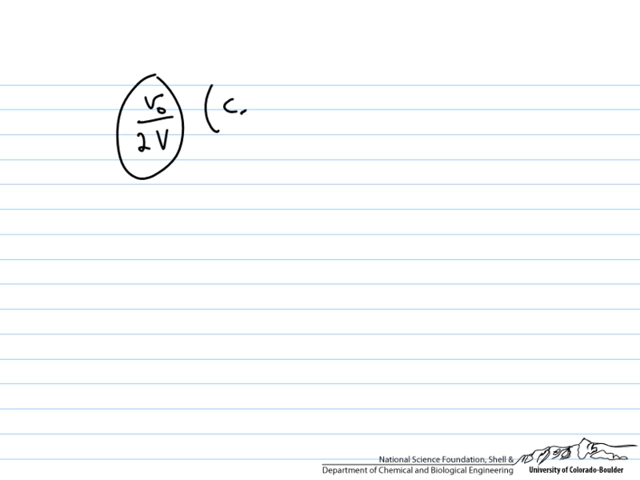 v₀/2V (c.
National Science Foundation, Shell &
Department of Chemical and Biological Engineering
University of Colorado-Boulder